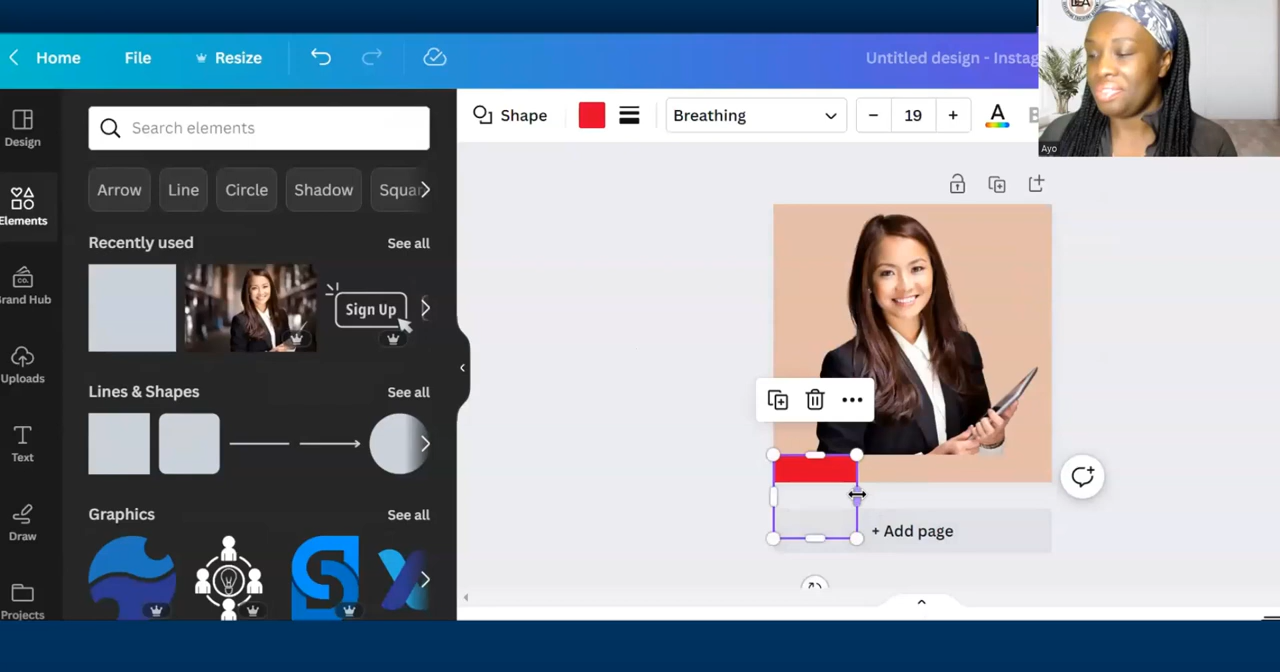 Home
File
Resize
Untitled design - Instag
Design
Elements
Brand Hub
Uploads
Text
Draw
Projects
Search elements
Arrow
Line
Circle
Shadow
Squar
Recently used
See all
Sign Up
Lines & Shapes
See all
Graphics
See all
Shape
Breathing
19
A
B
+ Add page
Ayo
CO.